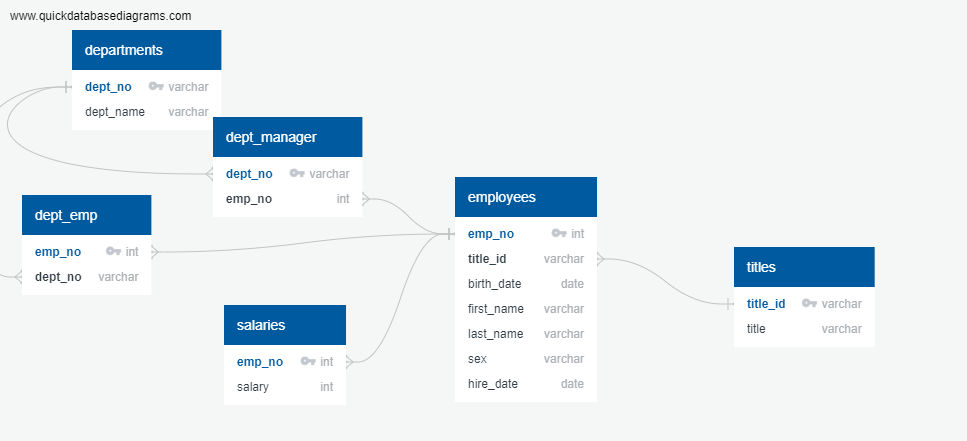 www.quickdatabasediagrams.com
departments
dept_no varchar
dept_name varchar
dept_manager
dept_no varchar
emp_no int
dept_emp
emp_no int
dept_no varchar
salaries
emp_no int
salary int
employees
emp_no int
title_id varchar
birth_date date
first_name varchar
last_name varchar
sex varchar
hire_date date
titles
title_id varchar
title varchar